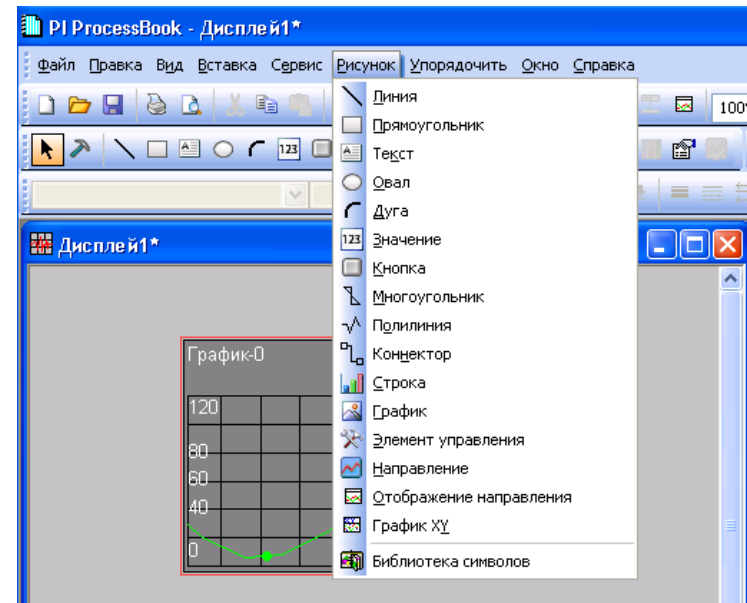 PI ProcessBook - Дисплей1*
Файл Правка Вид Вставка Сервис Рисунок Упорядочить Окно Справка
100
123
Дисплей1*
Линия
Прямоугольник
Текст
Овал
Дуга
123 Значение
Кнопка
Многоугольник
Полилиния
Коннектор
Строка
График
Элемент управления
Направление
Отображение направления
График XY
Библиотека символов
График-0
120
80
60
40
0